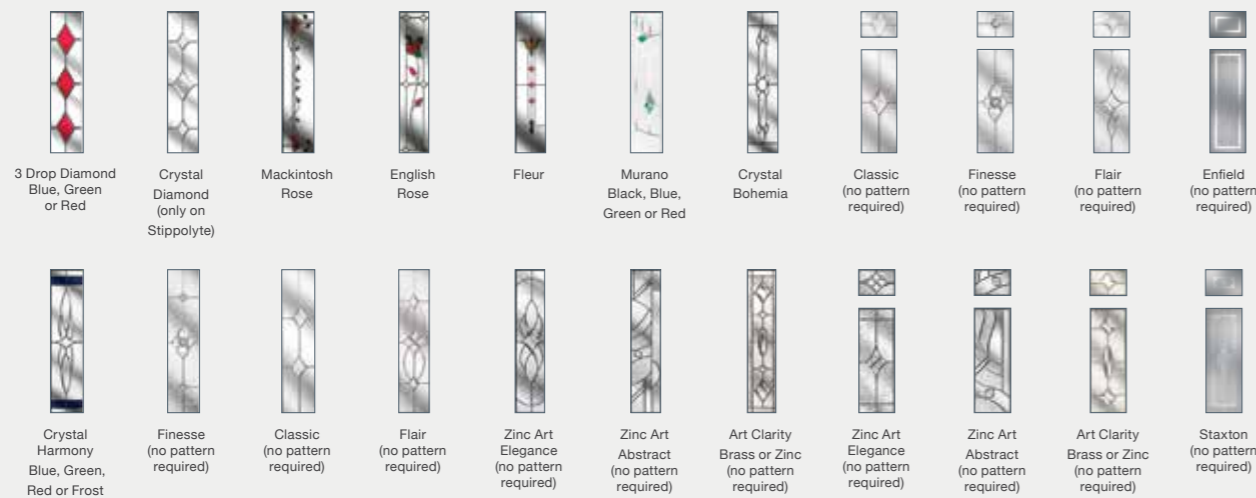 3 Drop Diamond
Blue, Green
or Red
Crystal
Diamond
(only on
Stippolyte)
Mackintosh
Rose
English
Rose
Fleur
Murano
Black, Blue,
Green or Red
Crystal
Bohemia
Classic
(no pattern
required)
Finesse
(no pattern
required)
Flair
(no pattern
required)
Enfield
(no pattern
required)
Crystal
Harmony
Blue, Green,
Red or Frost
Finesse
(no pattern
required)
Classic
(no pattern
required)
Flair
(no pattern
required)
Zinc Art
Elegance
(no pattern
required)
Zinc Art
Abstract
(no pattern
required)
Art Clarity
Brass or Zinc
(no pattern
required)
Zinc Art
Elegance
(no pattern
required)
Zinc Art
Abstract
(no pattern
required)
Art Clarity
Brass or Zinc
(no pattern
required)
Staxton
(no pattern
required)